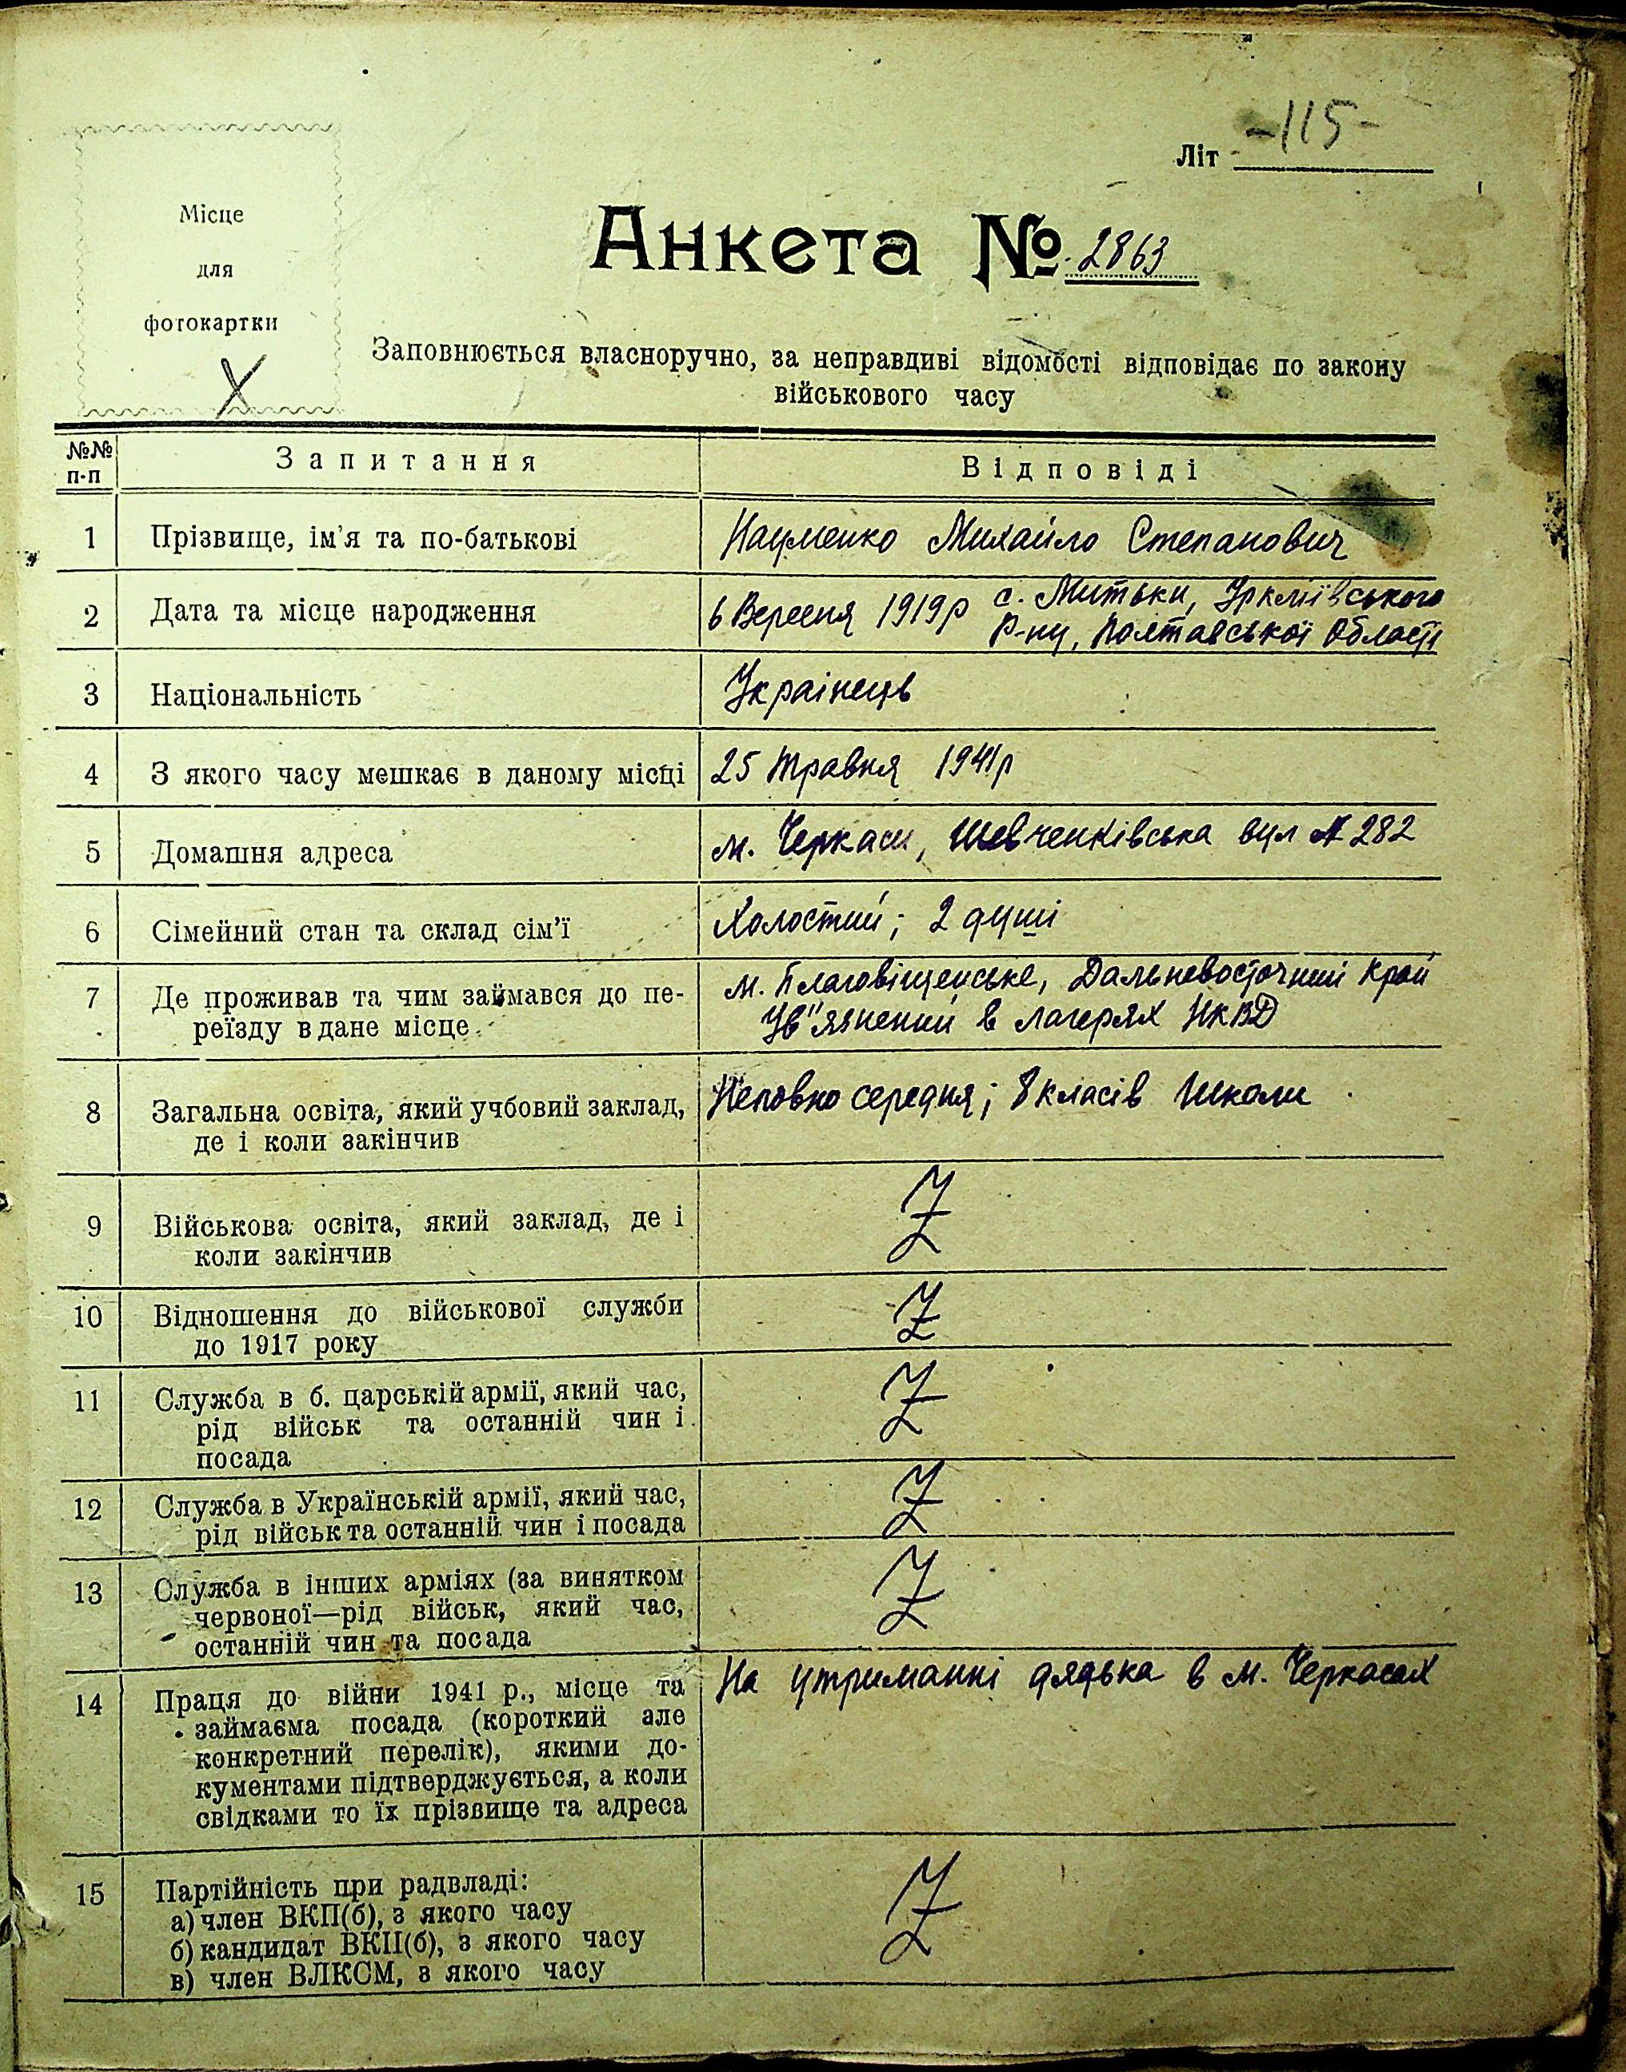 Літ -115-
Місце
для
фотокартки
Х
Анкета № 2863
Заповнюється власноручно, за неправдиві відомості відповідає по закону
військового часу
№№ п-п Запитання Відповіді
1 Прізвище, ім'я та по-батькові Науменко Михайло Степанович
2 Дата та місце народження 6 Вересня 1919р с. Митьки, Іркліївського
Р-ну, Полтавської Області
3 Національність Українець
4 З якого часу мешкає в даному місці 25 травня 1941р
5 Домашня адреса м. Черкаси, Шевченківська вул № 282
6 Сімейний стан та склад сім'ї Холостий; 2 душі
7 Де проживав та чим займався до пе- м. Благовіщенське, Дальневосточний Край
реїзду в дане місце Ув"язнений в лагерях НКВД
8 Загальна освіта, який учбовий заклад, Неповно середня; 8 класів Школи
де і коли закінчив
9 Військова освіта, який заклад, де і Z
коли закінчив
10 Відношення до військової служби Z
до 1917 року
11 Служба в б. царській армії, який час, Z
рід військ та останній чин і
посада
12 Служба в Українській армії, який час, Z
рід військ та останній чин і посада
13 Служба в інших арміях (за винятком Z
червоної—рід військ, який час,
останній чин та посада
14 Праця до війни 1941 р., місце та На утриманні дядька в м. Черкасах
займаєма посада (короткий але
конкретний перелік), якими до-
кументами підтверджується, а коли
свідками то їх прізвище та адреса
15 Партійність при радвладі: Z
а) член ВКП(б), з якого часу
б) кандидат ВКП(б), з якого часу
в) член ВЛКСМ, з якого часу